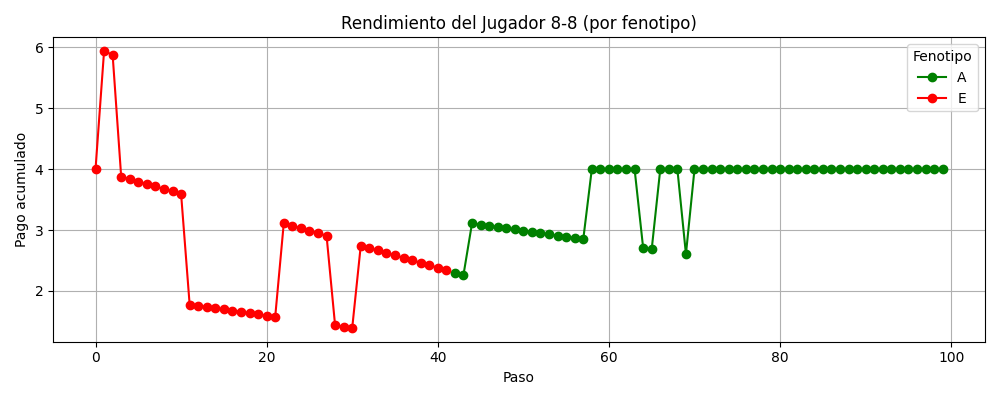 Rendimiento del Jugador 8-8 (por fenotipo)
Pago acumulado
6
5
4
3
2
Fenotipo
A
E
0
20
40
60
80
100
Paso